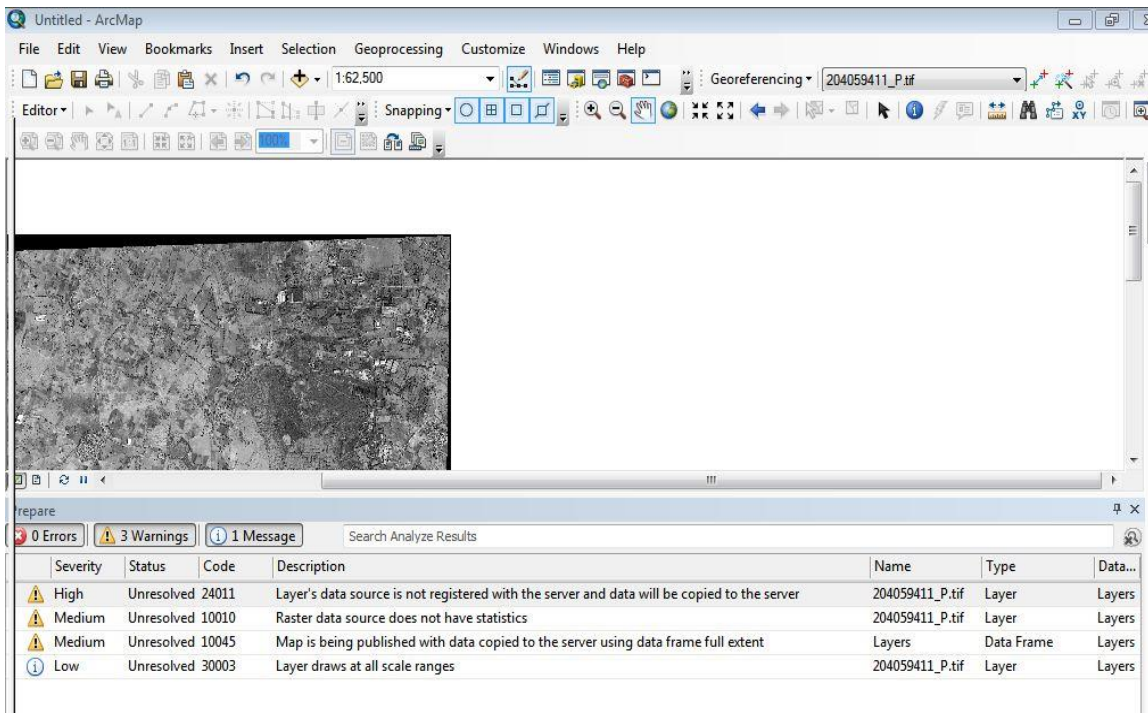 Untitled - ArcMap
File Edit View Bookmarks Insert Selection Geoprocessing Customize Windows Help
1:62,500 Georeferencing 204059411_P.tif
Editor Snapping XY
100%
Prepare
0 Errors 3 Warnings 1 Message Search Analyze Results
Severity Status Code Description Name Type Data...
High Unresolved 24011 Layer's data source is not registered with the server and data will be copied to the server 204059411_P.tif Layer Layers
Medium Unresolved 10010 Raster data source does not have statistics 204059411_P.tif Layer Layers
Medium Unresolved 10045 Map is being published with data copied to the server using data frame full extent Layers Data Frame Layers
Low Unresolved 30003 Layer draws at all scale ranges 204059411_P.tif Layer Layers